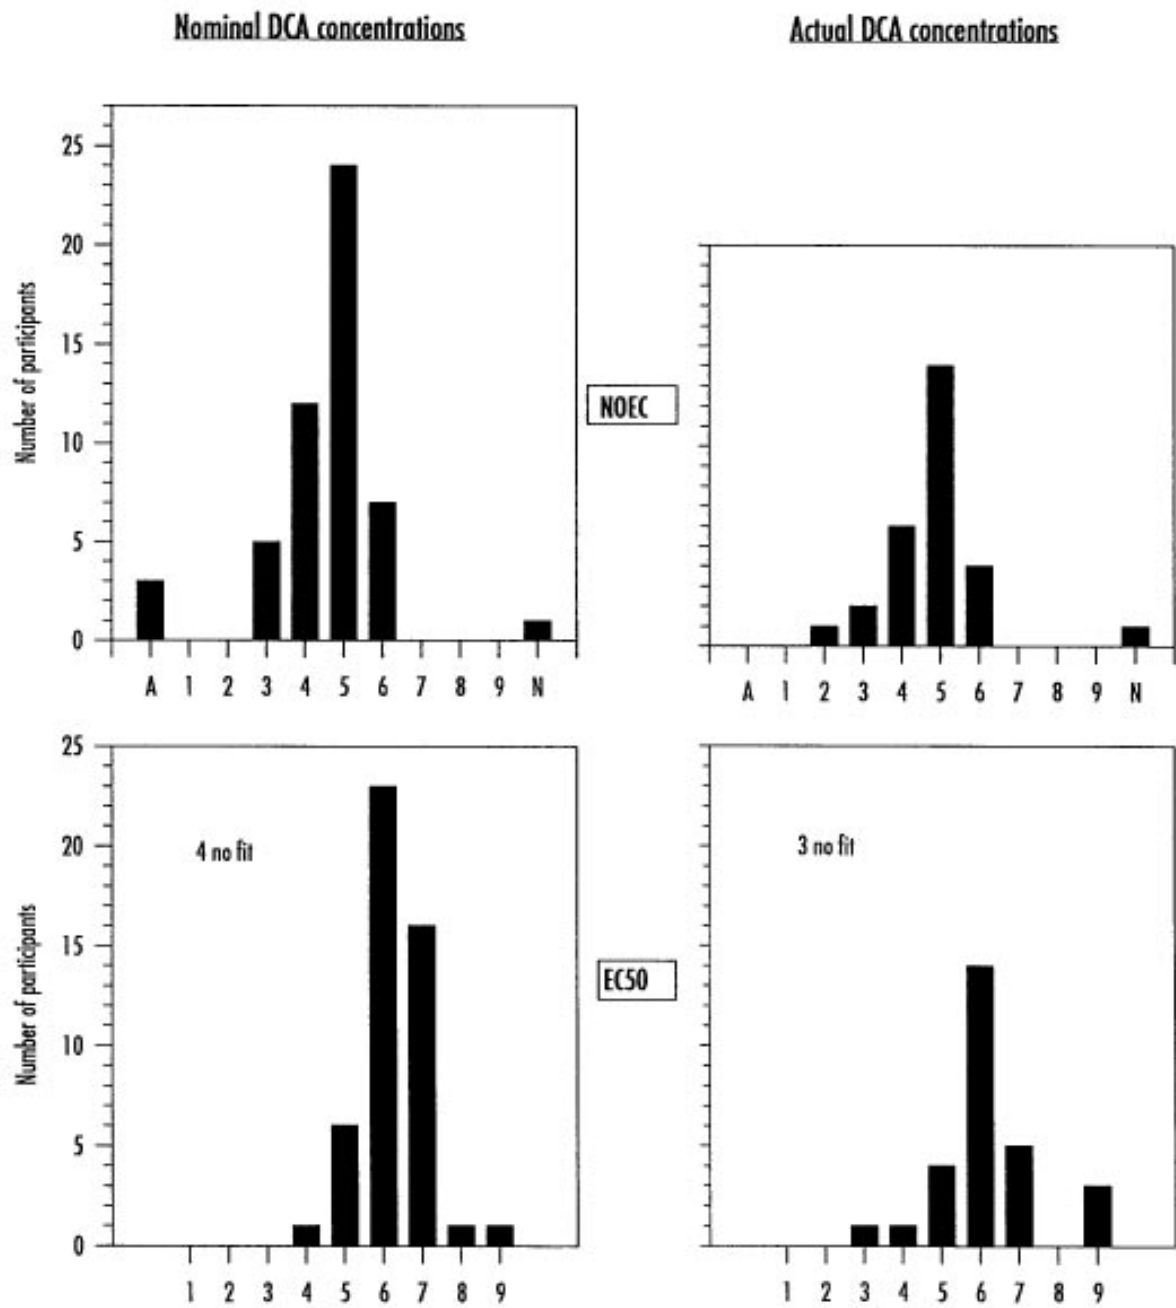 Nominal DCA concentrations
Actual DCA concentrations
25
20
15
10
5
0
Number of participants
A 1 2 3 4 5 6 7 8 9 N
NOEC
A 1 2 3 4 5 6 7 8 9 N
25
20
15
10
5
0
Number of participants
4 no fit
1 2 3 4 5 6 7 8 9
EC50
3 no fit
1 2 3 4 5 6 7 8 9